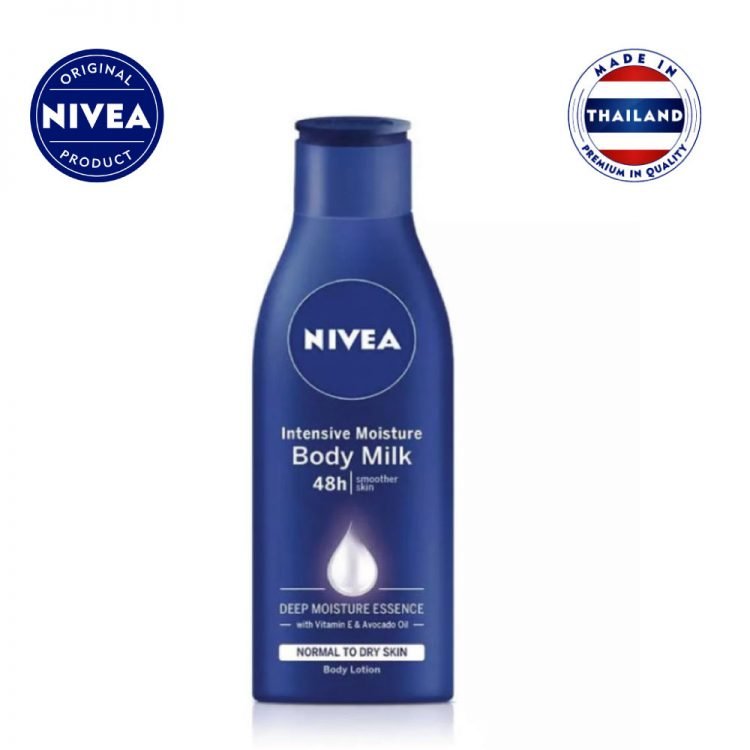 ORIGINAL
NIVEA
PRODUCT
MADE IN
THAILAND
PREMIUM IN QUALITY
NIVEA
Intensive Moisture
Body Milk
48h smoother
skin
DEEP MOISTURE ESSENCE
with Vitamin E & Avocado Oil
NORMAL TO DRY SKIN
Body Lotion